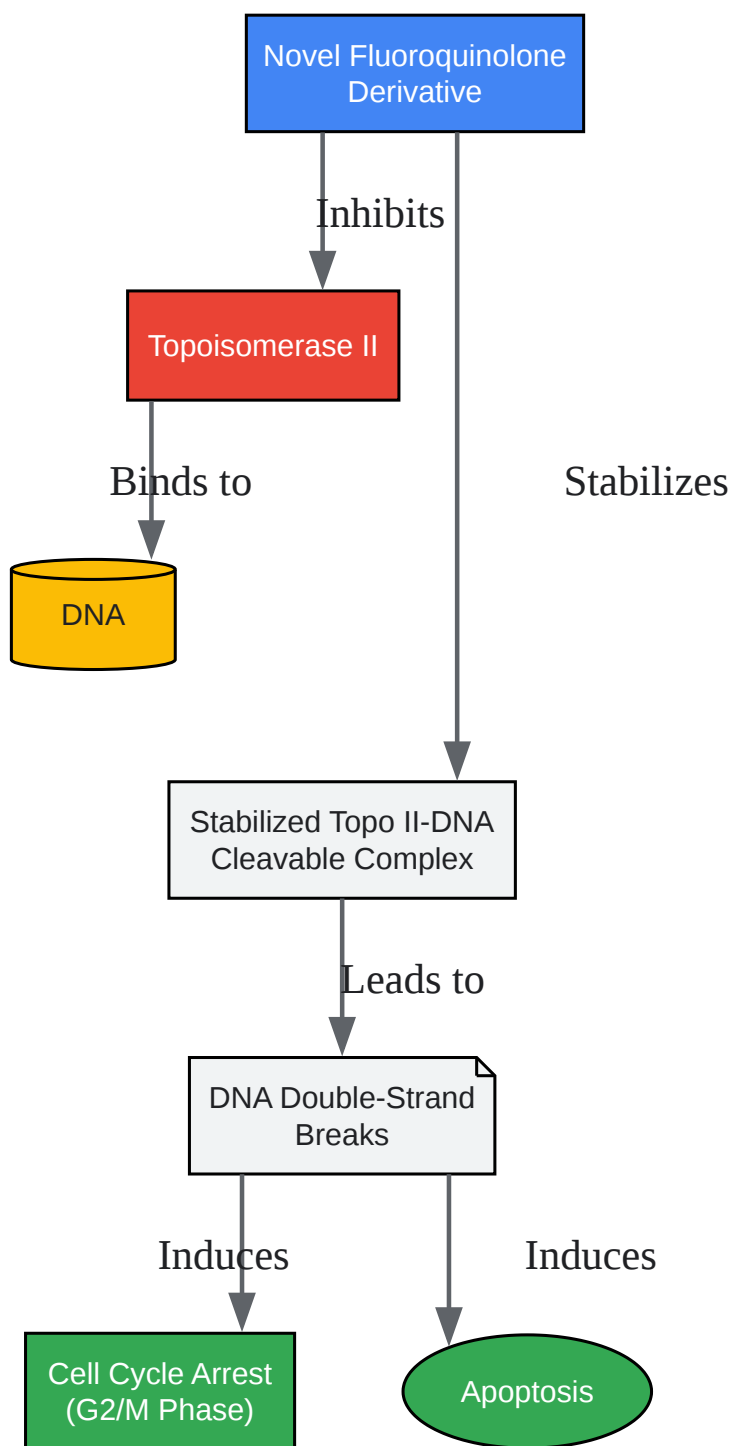 Novel Fluoroquinolone
Derivative
Inhibits
Topoisomerase II
Binds to
Stabilizes
DNA
Stabilized Topo II-DNA
Cleavable Complex
Leads to
DNA Double-Strand
Breaks
Induces
Induces
Cell Cycle Arrest
(G2/M Phase)
Apoptosis